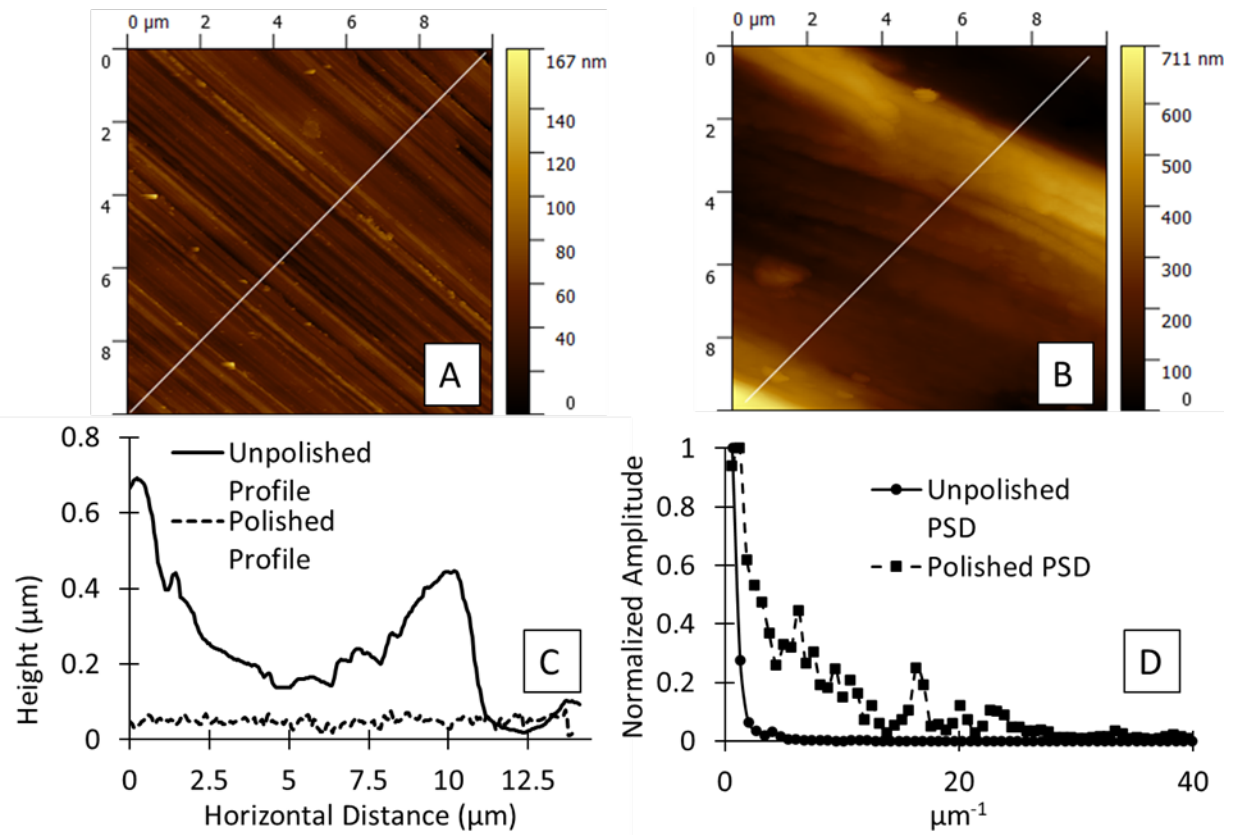 0 µm 2 4 6 8
0
2
4
6
8
167 nm
140
120
100
80
60
40
0
A
0 µm 2 4 6 8
0
2
4
6
8
711 nm
600
500
400
300
200
100
0
B
Height (µm)
0.8
0.6
0.4
0.2
0
0 2.5 5 7.5 10 12.5
Horizontal Distance (µm)
Unpolished
Profile
Polished
Profile
C
Normalized Amplitude
1
0.8
0.6
0.4
0.2
0
0 20 40
µm-1
Unpolished
PSD
Polished PSD
D